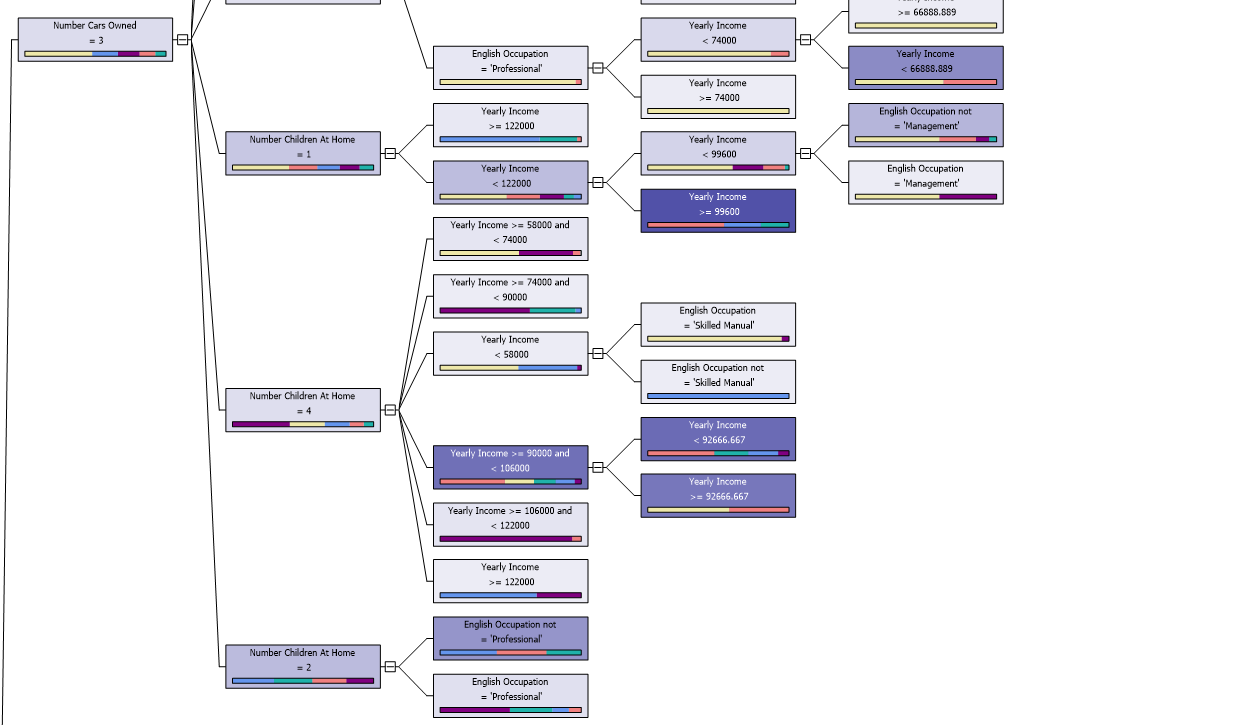 Number Cars Owned
= 3
English Occupation
= 'Professional'
Yearly Income
< 74000
>= 66888.889
Yearly Income
< 66888.889
Yearly Income
>= 74000
Number Children At Home
= 1
Yearly Income
>= 122000
Yearly Income
< 122000
Yearly Income
< 99600
English Occupation not
= 'Management'
English Occupation
= 'Management'
Yearly Income
>= 99600
Number Children At Home
= 4
Yearly Income >= 58000 and
< 74000
Yearly Income >= 74000 and
< 90000
Yearly Income
< 58000
English Occupation
= 'Skilled Manual'
English Occupation not
= 'Skilled Manual'
Yearly Income >= 90000 and
< 106000
Yearly Income
< 92666.667
Yearly Income
>= 92666.667
Yearly Income >= 106000 and
< 122000
Yearly Income
>= 122000
Number Children At Home
= 2
English Occupation not
= 'Professional'
English Occupation
= 'Professional'